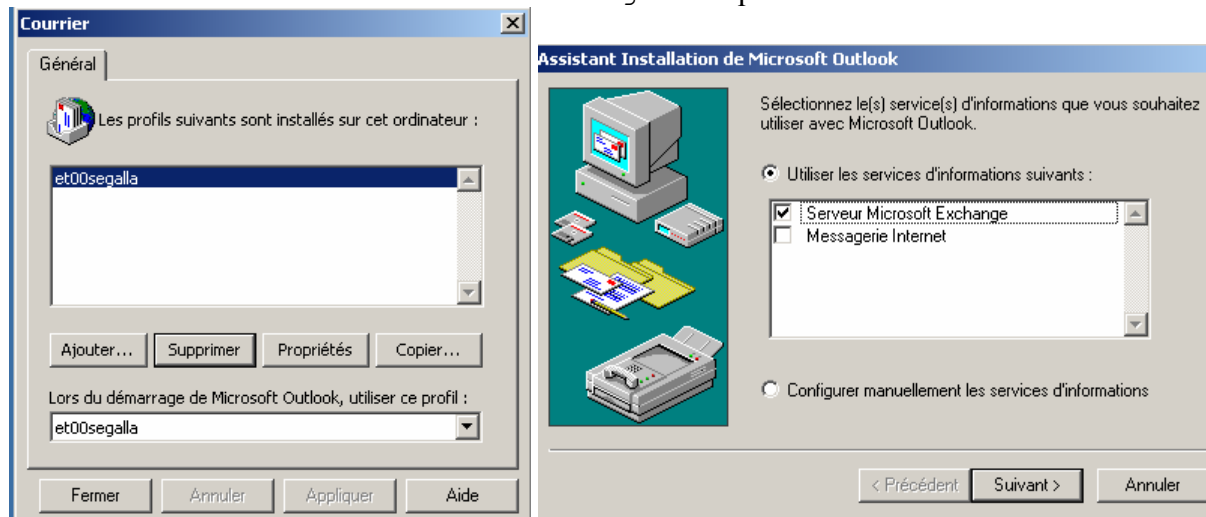 Courrier
Général
Les profils suivants sont installés sur cet ordinateur :
et00segalla
Ajouter...
Supprimer
Propriétés
Copier...
Lors du démarrage de Microsoft Outlook, utiliser ce profil :
et00segalla
Fermer
Annuler
Appliquer
Aide
Assistant Installation de Microsoft Outlook
Sélectionnez le(s) service(s) d'informations que vous souhaitez
utiliser avec Microsoft Outlook.
Utiliser les services d'informations suivants :
Serveur Microsoft Exchange
Messagerie Internet
Configurer manuellement les services d'informations
< Précédent
Suivant >
Annuler